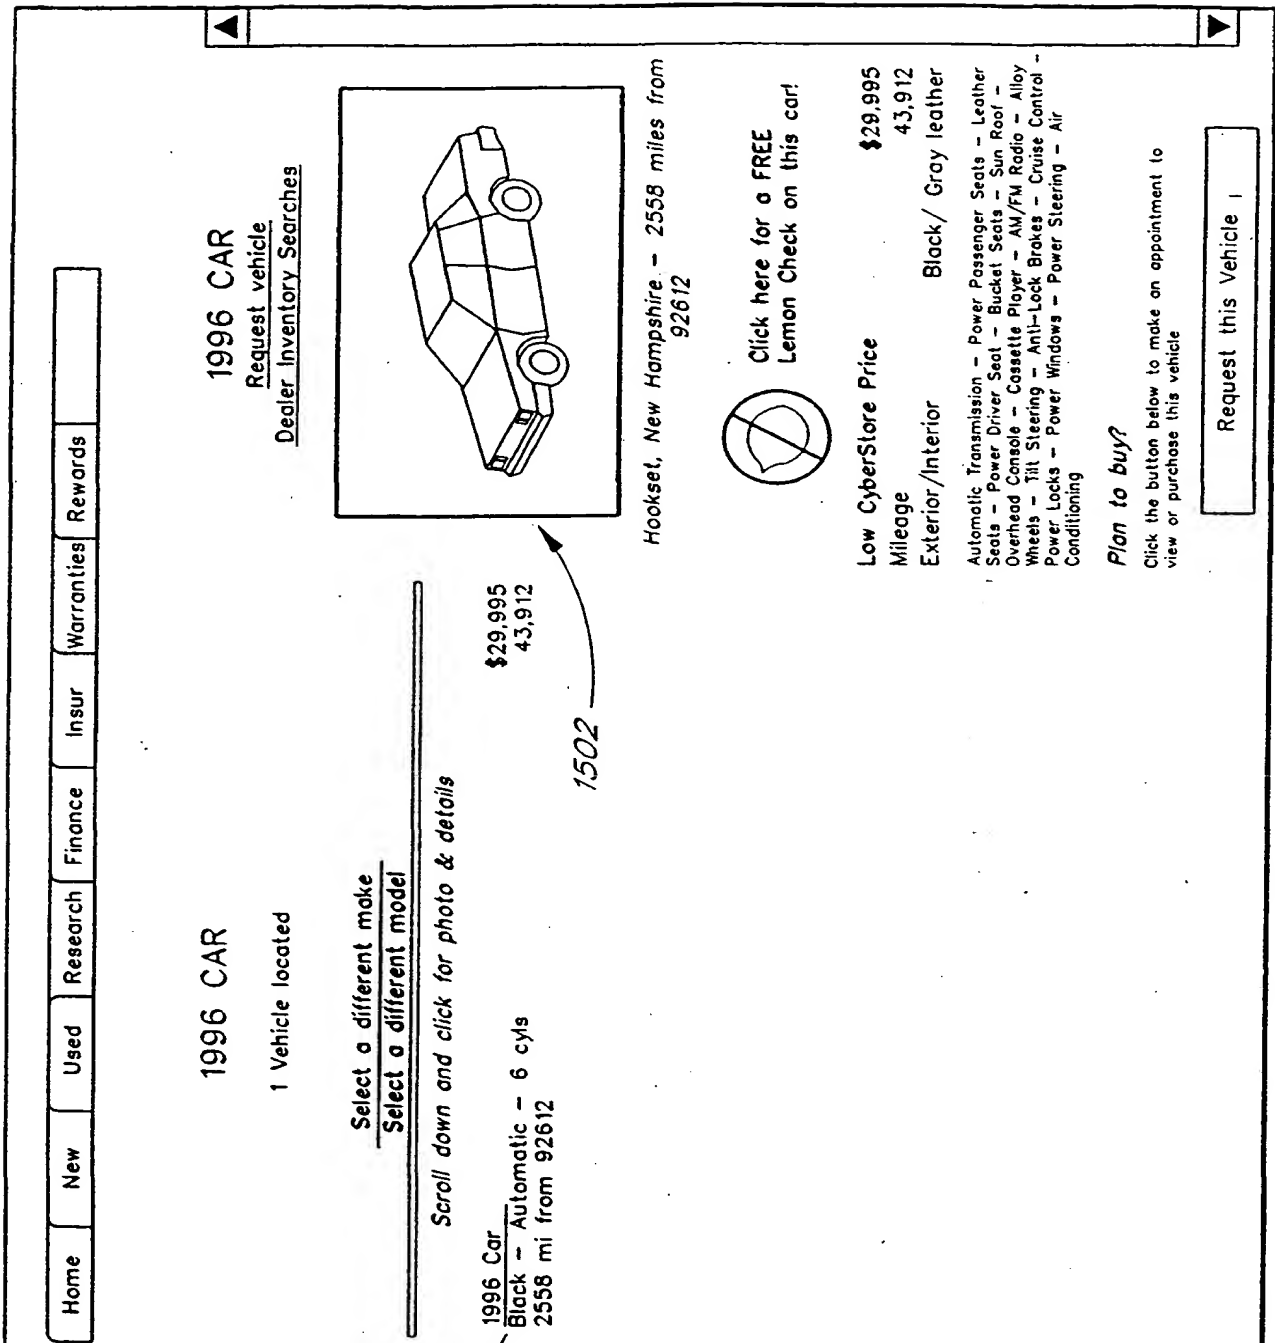 Home New Used Research Finance Insur Warranties Rewards
1996 CAR
1 Vehicle located
Select a different make
Select a different model
Scroll down and click for photo & details
1996 Car
Black – Automatic – 6 cyls
2558 mi from 92612
$29,995
43,912
1502
1996 CAR
Request vehicle
Dealer Inventory Searches
Hookset, New Hampshire – 2558 miles from
92612
Click here for a FREE
Lemon Check on this car!
Low CyberStore Price $29,995
Mileage 43,912
Exterior/Interior Black/ Gray leather
Automatic Transmission – Power Passenger Seats – Leather
Seats – Power Driver Seat – Bucket Seats – Sun Roof –
Overhead Console – Cassette Player – AM/FM Radio – Alloy
Wheels – Tilt Steering – Anti-Lock Brakes – Cruise Control –
Power Locks – Power Windows – Power Steering – Air
Conditioning
Plan to buy?
Click the button below to make an appointment to
view or purchase this vehicle
Request this Vehicle